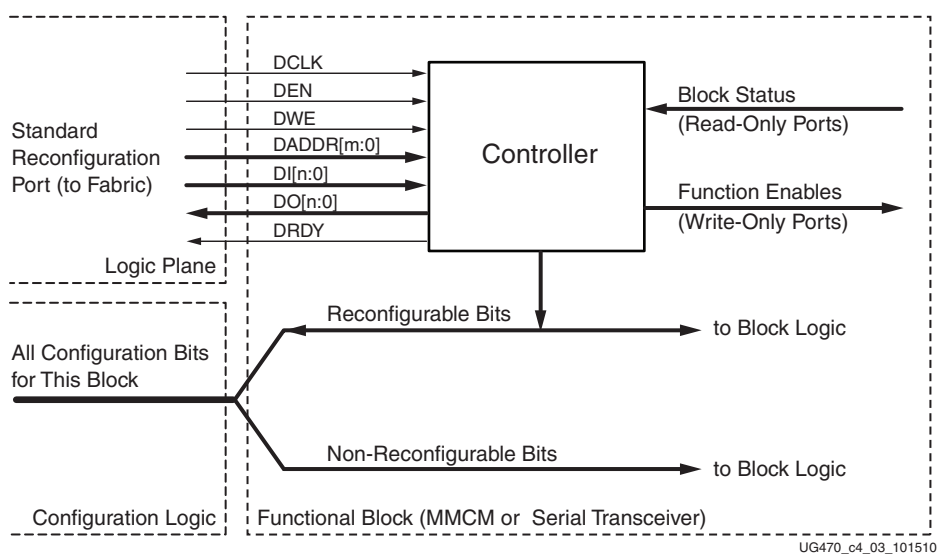 DCLK
DEN
DWE
DADDR[m:0]
DI[n:0]
DO[n:0]
DRDY
Standard
Reconfiguration
Port (to Fabric)
Logic Plane
Controller
Block Status
(Read-Only Ports)
Function Enables
(Write-Only Ports)
Reconfigurable Bits
to Block Logic
All Configuration Bits
for This Block
Non-Reconfigurable Bits
to Block Logic
Configuration Logic
Functional Block (MMCM or Serial Transceiver)
UG470_c4_03_101510